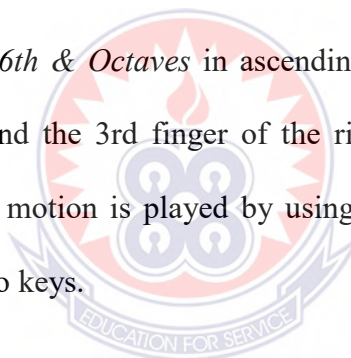 6th & Octaves in ascendin
nd the 3rd finger of the ri
motion is played by using
o keys.
EDUCATION FOR SERVICE